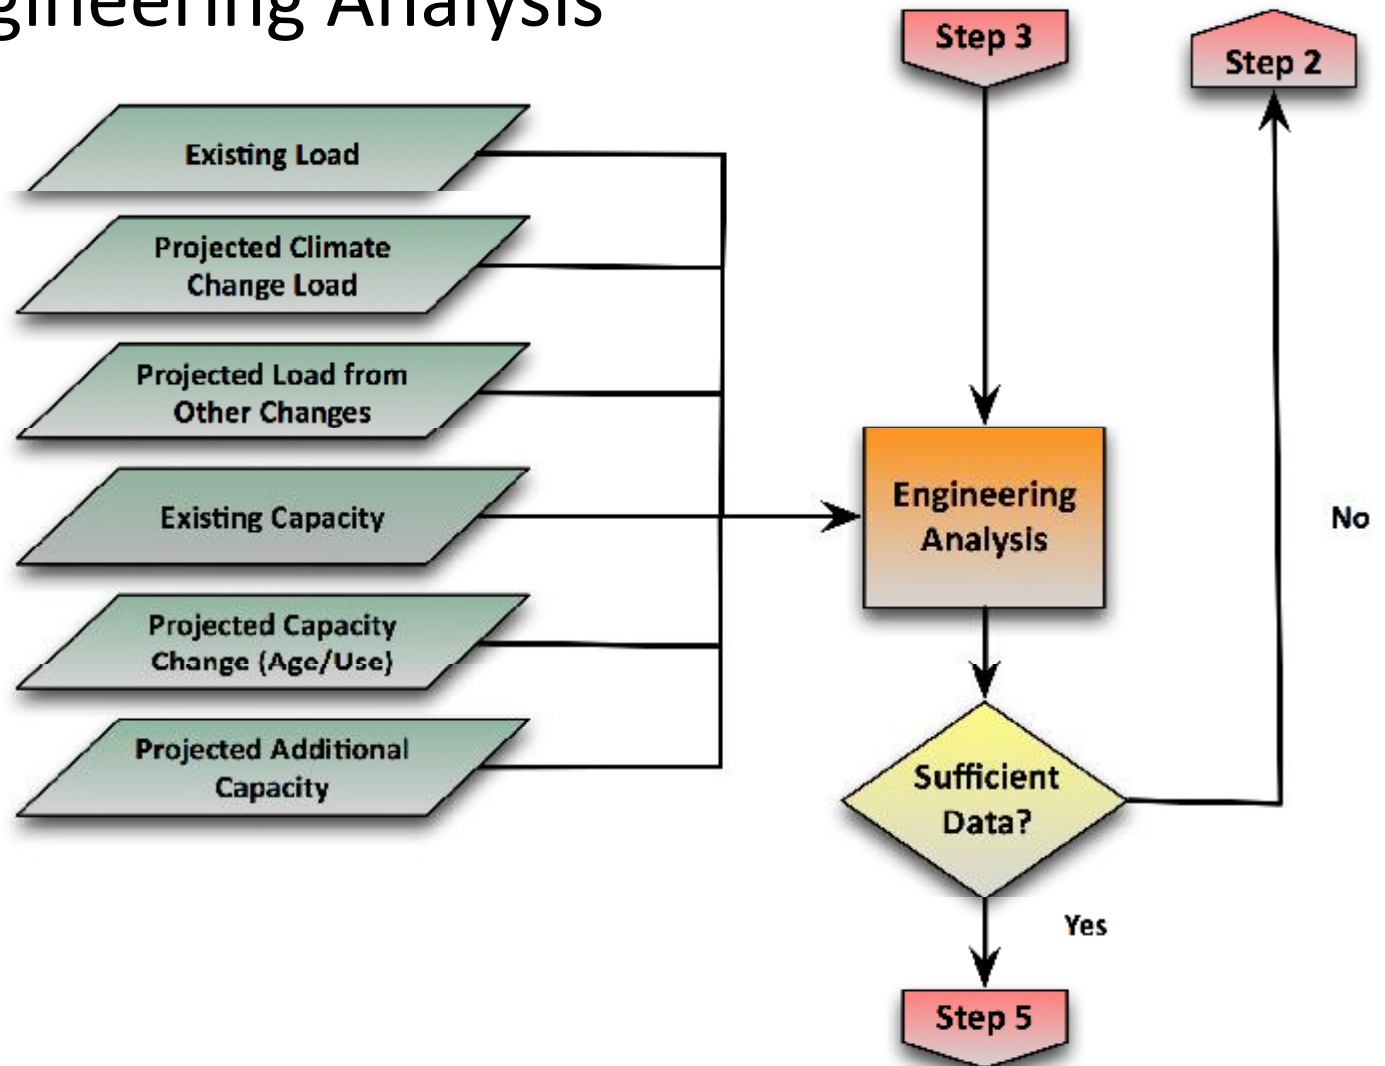 gineering Analysis
Step 3
Step 2
Existing Load
Projected Climate
Change Load
Projected Load from
Other Changes
Existing Capacity
Engineering
Analysis
No
Projected Capacity
Change (Age/Use)
Projected Additional
Capacity
Sufficient
Data?
Yes
Step 5